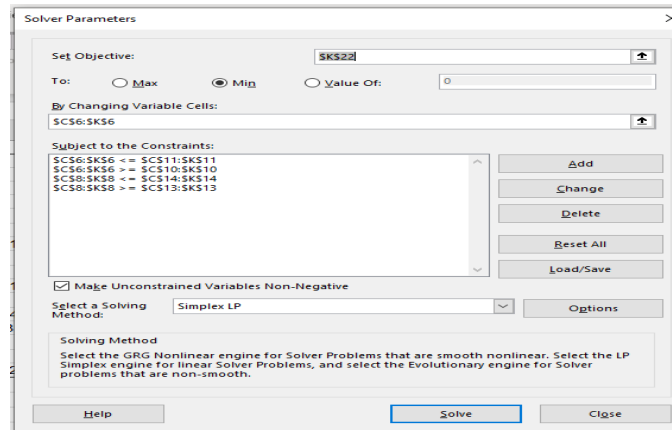 Solver Parameters
Set Objective:
$K$22
To:
Max
Min
Value Of:
0
By Changing Variable Cells:
$C$6:$K$6
Subject to the Constraints:
$C$6:$K$6 <= $C$11:$K$11
$C$6:$K$6 >= $C$10:$K$10
$C$8:$K$8 <= $C$14:$K$14
$C$8:$K$8 >= $C$13:$K$13
Add
Change
Delete
Reset All
Load/Save
Make Unconstrained Variables Non-Negative
Select a Solving
Method:
Simplex LP
Options
Solving Method
Select the GRG Nonlinear engine for Solver Problems that are smooth nonlinear. Select the LP
Simplex engine for linear Solver Problems, and select the Evolutionary engine for Solver
problems that are non-smooth.
Help
Solve
Close